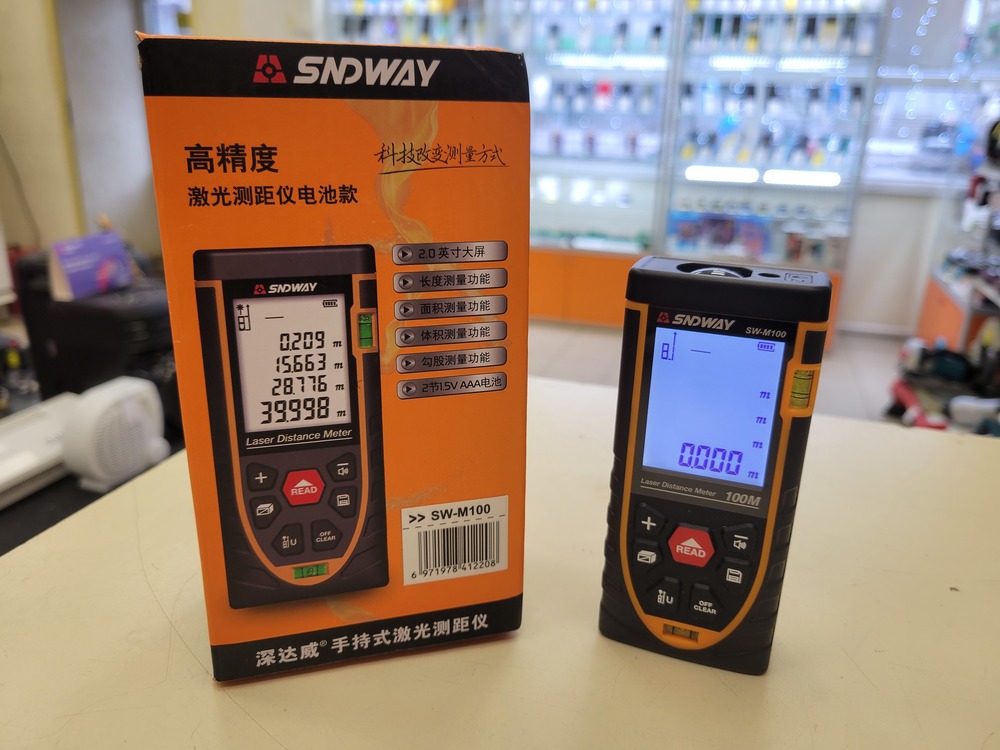 SNDWAY
高精度
科技改变测量方式
激光测距仪电池款
2.0英寸大屏
长度测量功能
面积测量功能
体积测量功能
勾股测量功能
2节1.5V AAA电池
SNDWAY
0.209 m
15.663 m
28.776 m
39.998 m
Laser Distance Meter
READ
U
OFF
CLEAR
>> SW-M100
6 971978 412208
深达威® 手持式激光测距仪
SNDWAY
SW-M100
m
m
m
0.000 m
Laser Distance Meter 100M
READ
U
OFF
CLEAR